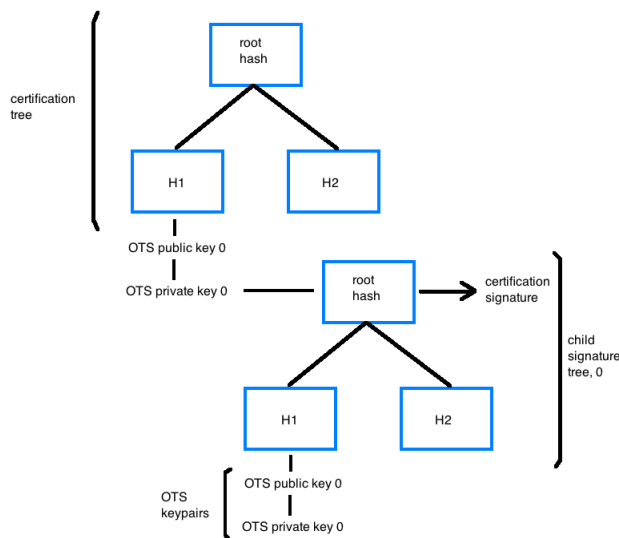 root
hash
certification
tree
H1
H2
OTS public key 0
OTS private key 0
root
hash
certification
signature
child
signature
tree, 0
H1
H2
OTS
keypairs
OTS public key 0
OTS private key 0